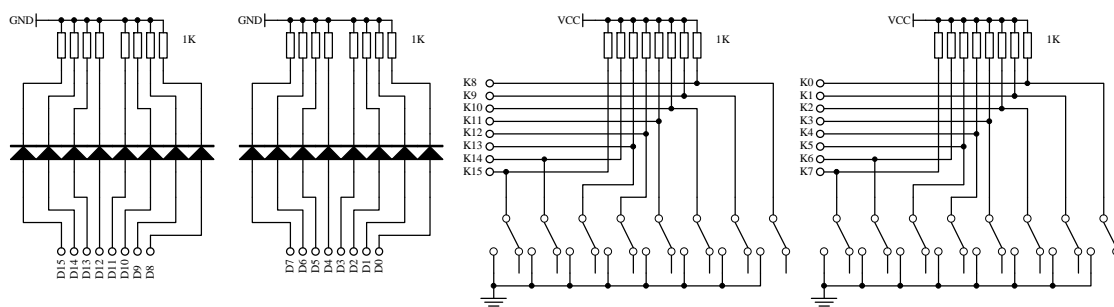 GND
1K
D15
D14
D13
D12
D11
D10
D9
D8
GND
1K
D7
D6
D5
D4
D3
D2
D1
D0
VCC
1K
K8
K9
K10
K11
K12
K13
K14
K15
VCC
1K
K0
K1
K2
K3
K4
K5
K6
K7